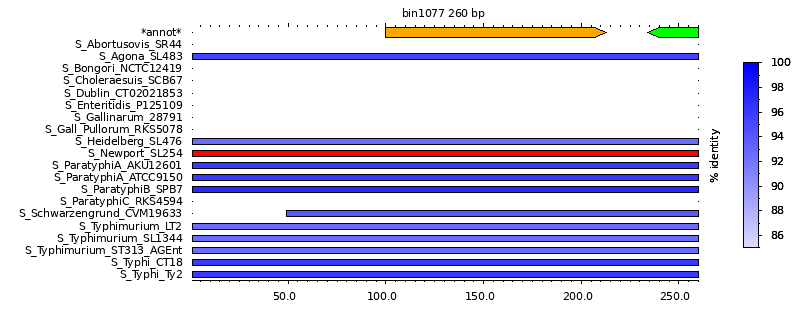 bin1077 260 bp
*annot*
S_Abortusovis_SR44
S_Agona_SL483
S_Bongori_NCTC12419
S_Choleraesuis_SCB67
S_Dublin_CT02021853
S_Enteritidis_P125109
S_Gallinarum_28791
S_Gall_Pullorum_RKS5078
S_Heidelberg_SL476
S_Newport_SL254
S_ParatyphiA_AKU12601
S_ParatyphiA_ATCC9150
S_ParatyphiB_SPB7
S_ParatyphiC_RKS4594
S_Schwarzengrund_CVM19633
S_Typhimurium_LT2
S_Typhimurium_SL1344
S_Typhimurium_ST313_AGEnt
S_Typhi_CT18
S_Typhi_Ty2
50.0 100.0 150.0 200.0 250.0
% identity
100
98
96
94
92
90
88
86